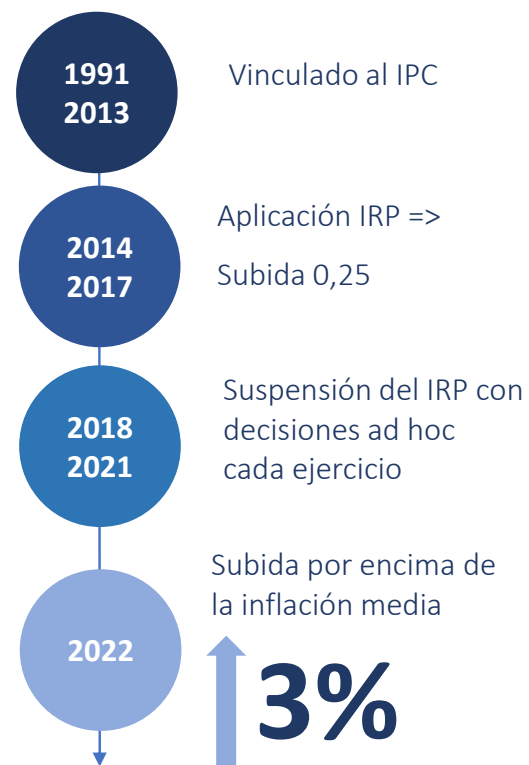 1991
2013
Vinculado al IPC
2014
2017
Aplicación IRP =>
Subida 0,25
2018
2021
Suspensión del IRP con
decisiones ad hoc
cada ejercicio
2022
Subida por encima de
la inflación media
3%